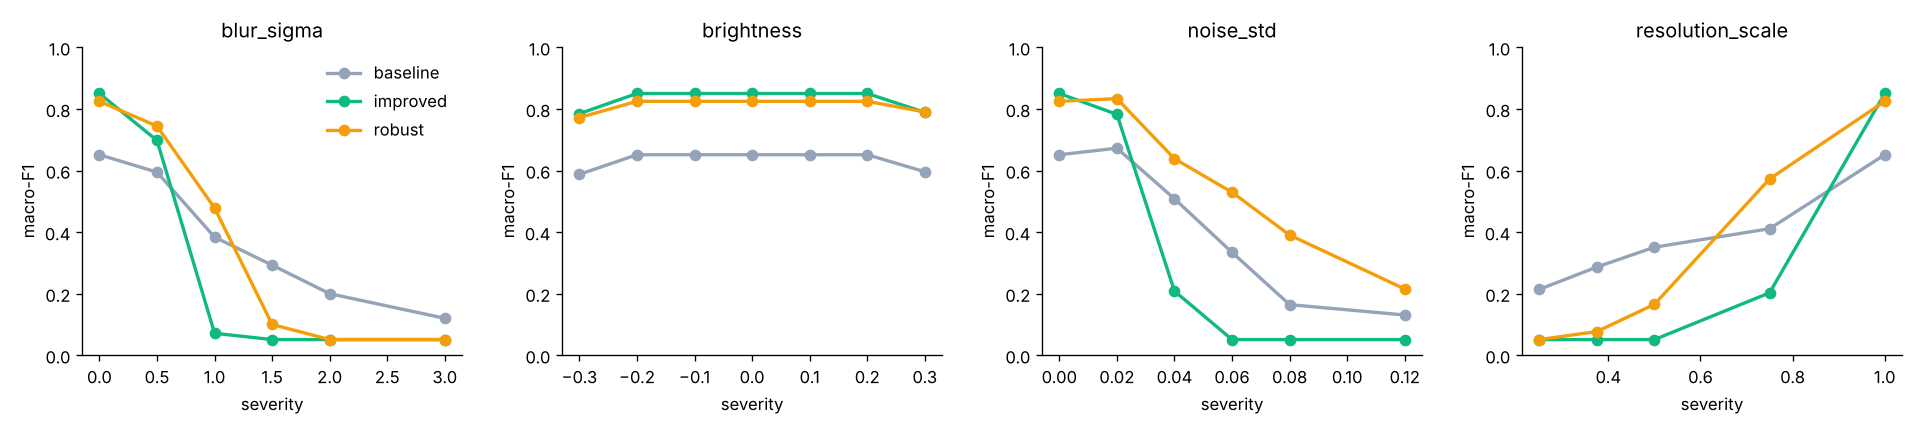 blur_sigma
1.0
0.8
0.6
0.4
0.2
0.0
macro-F1
baseline
improved
robust
0.0 0.5 1.0 1.5 2.0 2.5 3.0
severity
brightness
1.0
0.8
0.6
0.4
0.2
0.0
macro-F1
−0.3 −0.2 −0.1 0.0 0.1 0.2 0.3
severity
noise_std
1.0
0.8
0.6
0.4
0.2
0.0
macro-F1
0.00 0.02 0.04 0.06 0.08 0.10 0.12
severity
resolution_scale
1.0
0.8
0.6
0.4
0.2
0.0
macro-F1
0.4 0.6 0.8 1.0
severity